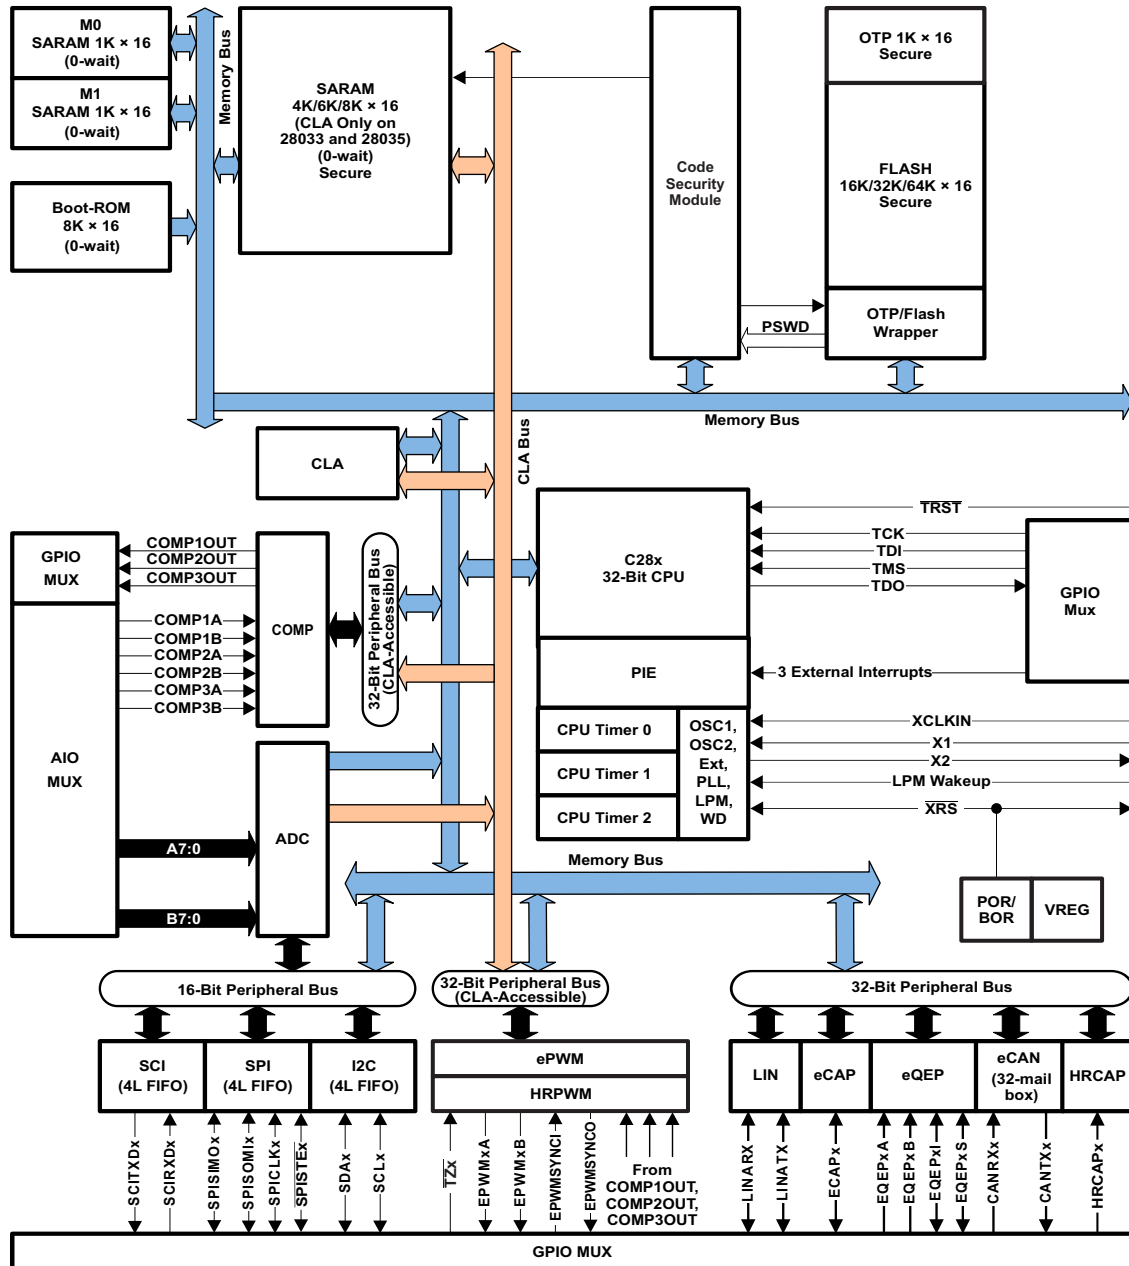 M0
SARAM 1K × 16
(0-wait)
M1
SARAM 1K × 16
(0-wait)
Boot-ROM
8K × 16
(0-wait)
Memory Bus
SARAM
4K/6K/8K × 16
(CLA Only on
28033 and 28035)
(0-wait)
Secure
Code
Security
Module
OTP 1K × 16
Secure
FLASH
16K/32K/64K × 16
Secure
OTP/Flash
Wrapper
PSWD
Memory Bus
CLA Bus
CLA
GPIO
MUX
COMP1OUT
COMP2OUT
COMP3OUT
AIO
MUX
COMP1A
COMP1B
COMP2A
COMP2B
COMP3A
COMP3B
COMP
32-Bit Peripheral Bus
(CLA-Accessible)
A7:0
B7:0
ADC
C28x
32-Bit CPU
PIE
CPU Timer 0
CPU Timer 1
CPU Timer 2
OSC1,
OSC2,
Ext,
PLL,
LPM,
WD
TRST
TCK
TDI
TMS
TDO
GPIO
Mux
3 External Interrupts
XCLKIN
X1
X2
LPM Wakeup
XRS
POR/
BOR
VREG
Memory Bus
16-Bit Peripheral Bus
32-Bit Peripheral Bus
(CLA-Accessible)
32-Bit Peripheral Bus
SCI
(4L FIFO)
SPI
(4L FIFO)
I2C
(4L FIFO)
ePWM
HRPWM
LIN
eCAP
eQEP
eCAN
(32-mail
box)
HRCAP
SCITXDx
SCIRXDx
SPISIMOx
SPISOMIx
SPICLKx
SPISTEx
SDAx
SCLx
TZx
EPWMxA
EPWMxB
EPWMSYNCI
EPWMSYNCO
From
COMP1OUT,
COMP2OUT,
COMP3OUT
LINARX
LINATX
ECAPx
EQEPxA
EQEPxB
EQEPxI
EQEPxS
CANRXx
CANTXx
HRCAPx
GPIO MUX